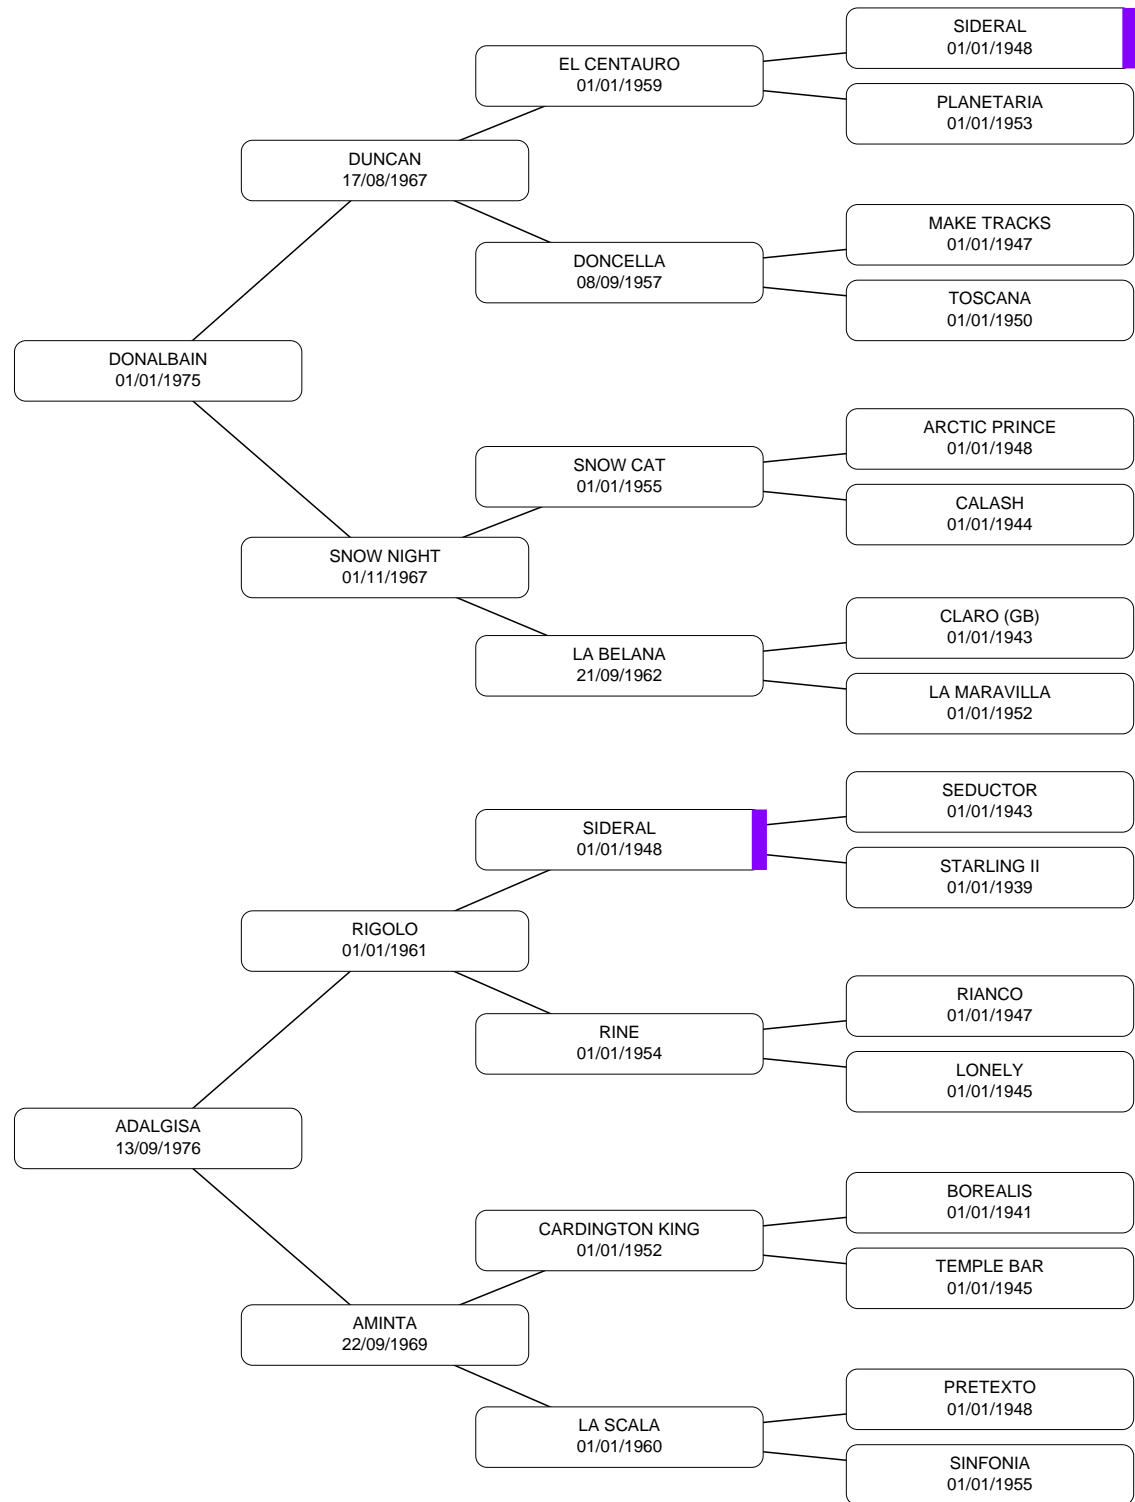 SIDERAL
01/01/1948
EL CENTAURO
01/01/1959
PLANETARIA
01/01/1953
DUNCAN
17/08/1967
MAKE TRACKS
01/01/1947
DONCELLA
08/09/1957
TOSCANA
01/01/1950
DONALBAIN
01/01/1975
ARCTIC PRINCE
01/01/1948
SNOW CAT
01/01/1955
CALASH
01/01/1944
SNOW NIGHT
01/11/1967
CLARO (GB)
01/01/1943
LA BELANA
21/09/1962
LA MARAVILLA
01/01/1952
SEDUCTOR
01/01/1943
SIDERAL
01/01/1948
STARLING II
01/01/1939
RIGOLO
01/01/1961
RIANCO
01/01/1947
RINE
01/01/1954
LONELY
01/01/1945
ADALGISA
13/09/1976
BOREALIS
01/01/1941
CARDINGTON KING
01/01/1952
TEMPLE BAR
01/01/1945
AMINTA
22/09/1969
PRETEXTO
01/01/1948
LA SCALA
01/01/1960
SINFONIA
01/01/1955